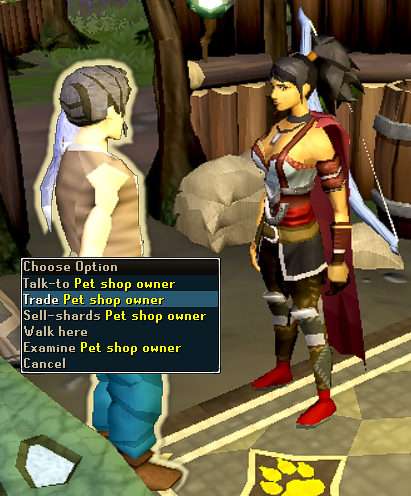 Choose Option
Talk-to Pet shop owner
Trade Pet shop owner
Sell-shards Pet shop owner
Walk here
Examine Pet shop owner
Cancel